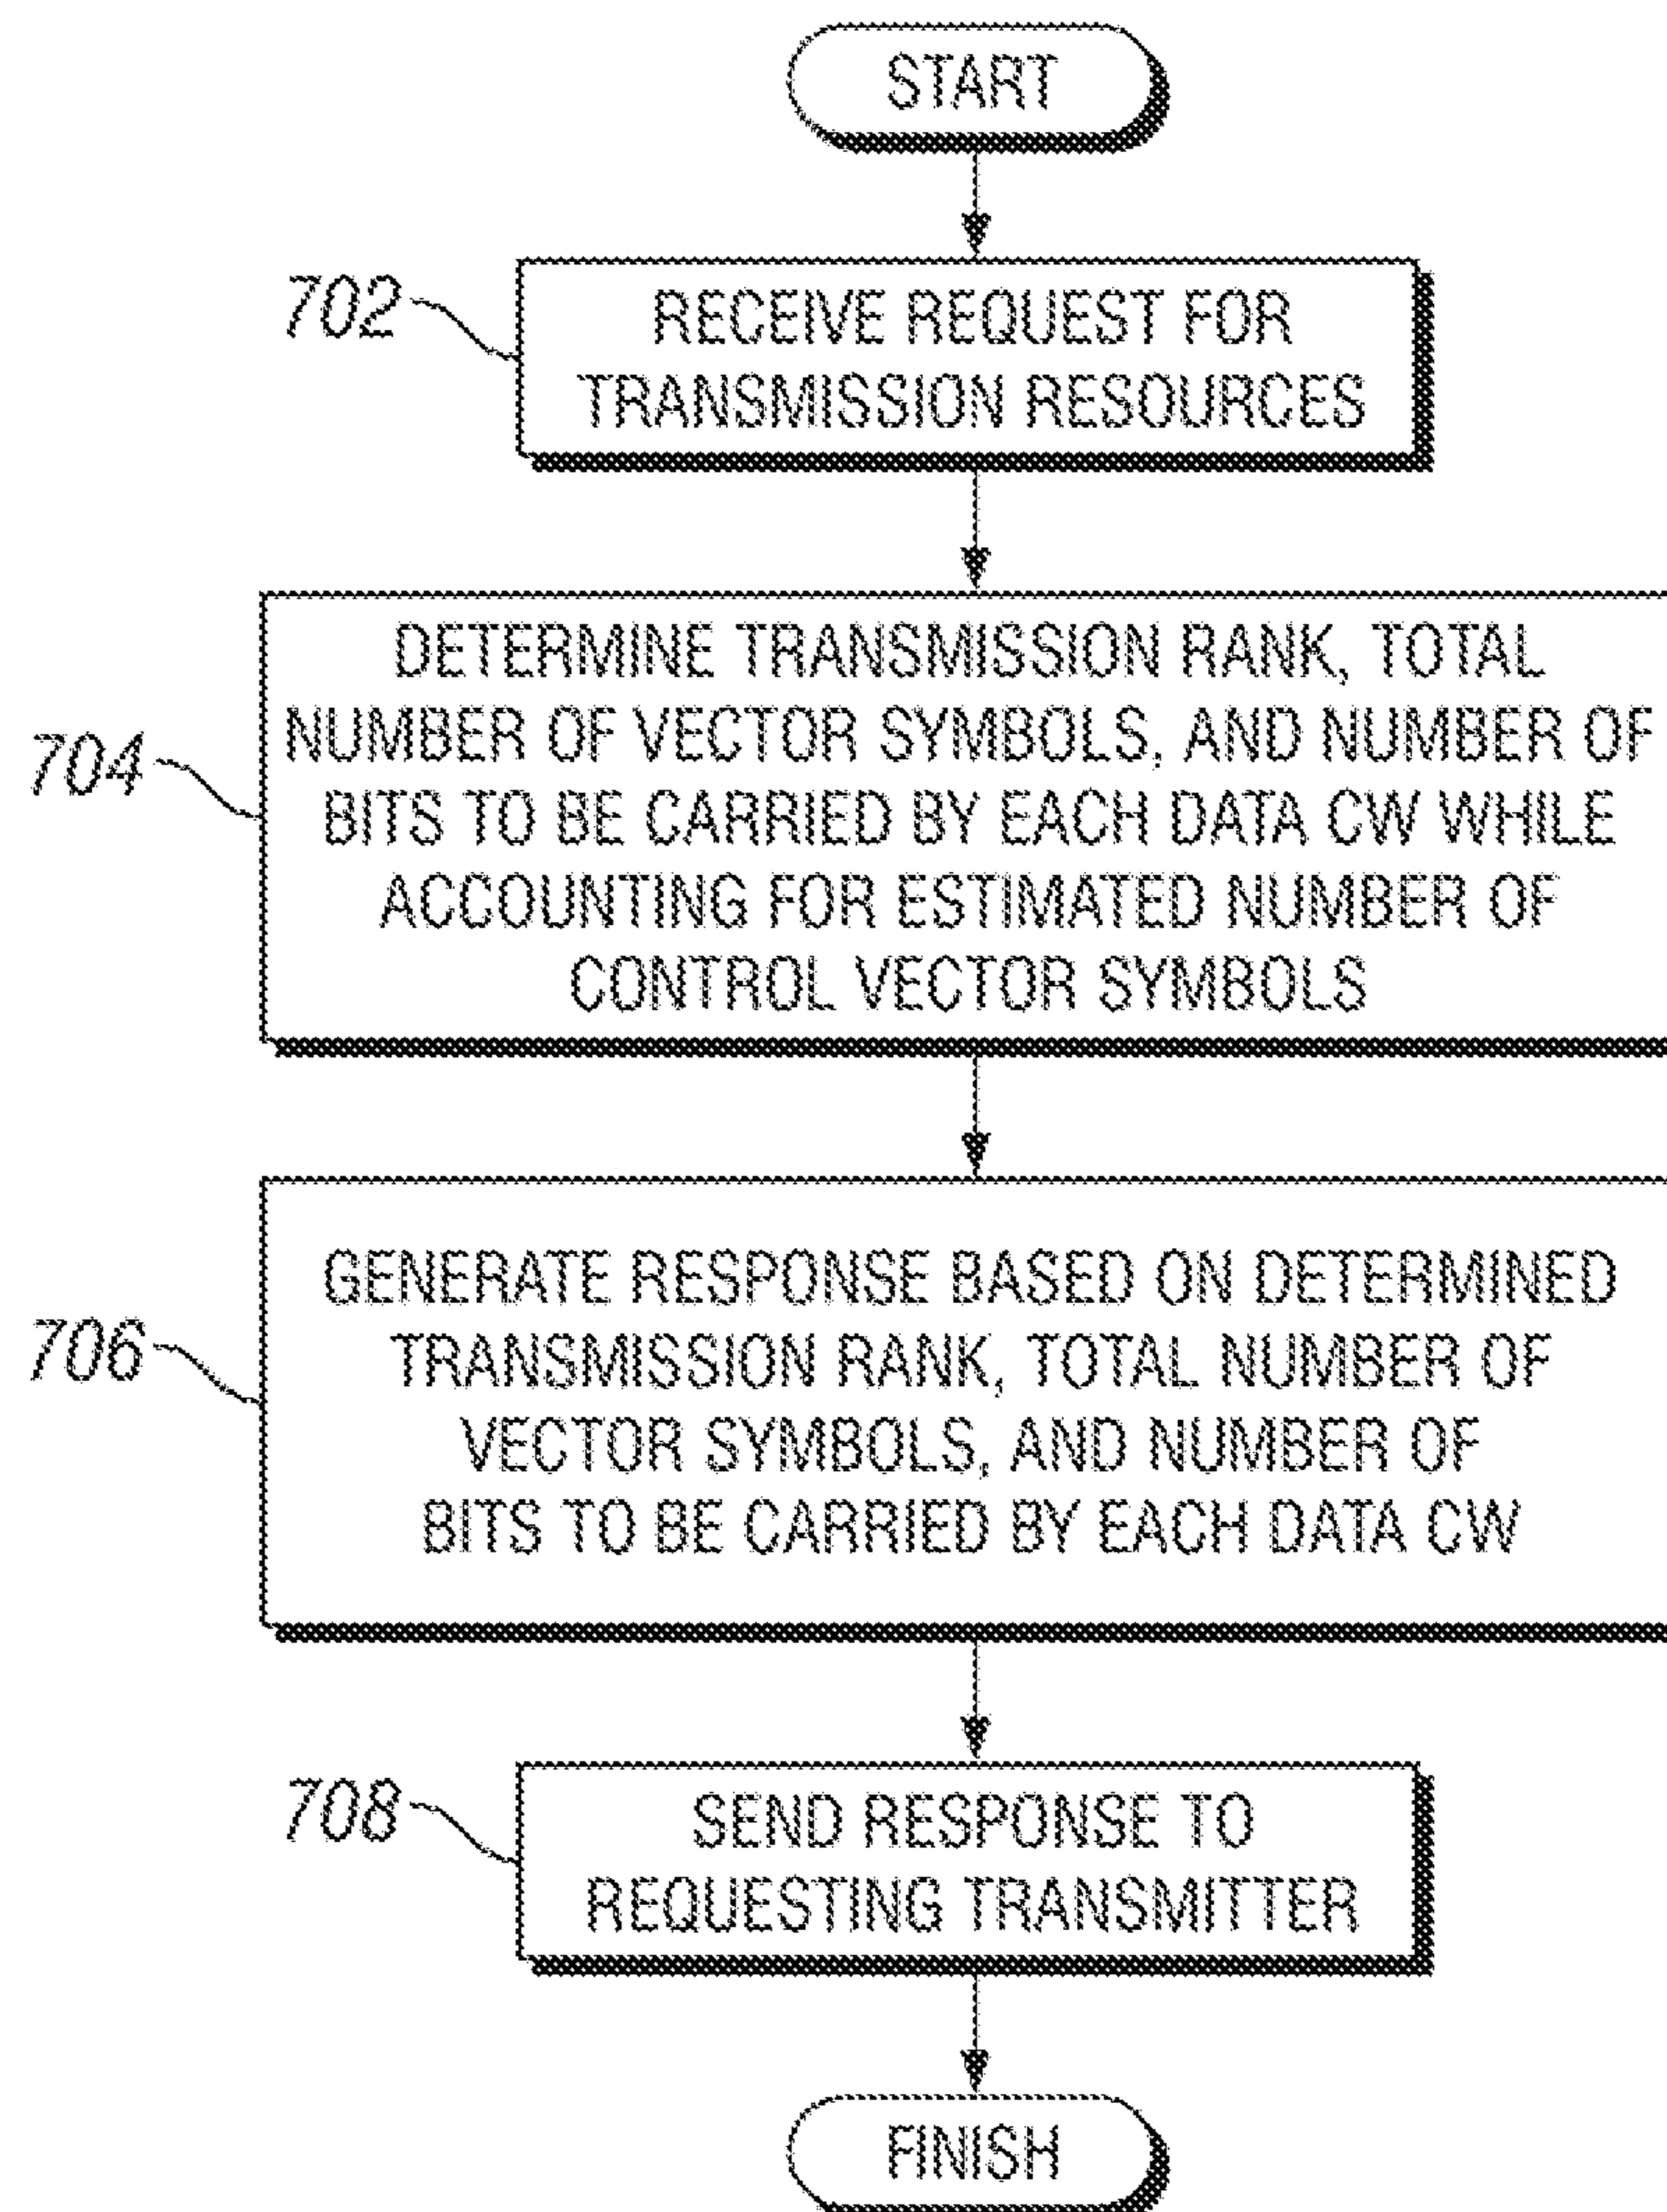 START
702
RECEIVE REQUEST FOR
TRANSMISSION RESOURCES
704
DETERMINE TRANSMISSION RANK, TOTAL
NUMBER OF VECTOR SYMBOLS, AND NUMBER OF
BITS TO BE CARRIED BY EACH DATA CW WHILE
ACCOUNTING FOR ESTIMATED NUMBER OF
CONTROL VECTOR SYMBOLS
706
GENERATE RESPONSE BASED ON DETERMINED
TRANSMISSION RANK, TOTAL NUMBER OF
VECTOR SYMBOLS, AND NUMBER OF
BITS TO BE CARRIED BY EACH DATA CW
708
SEND RESPONSE TO
REQUESTING TRANSMITTER
FINISH